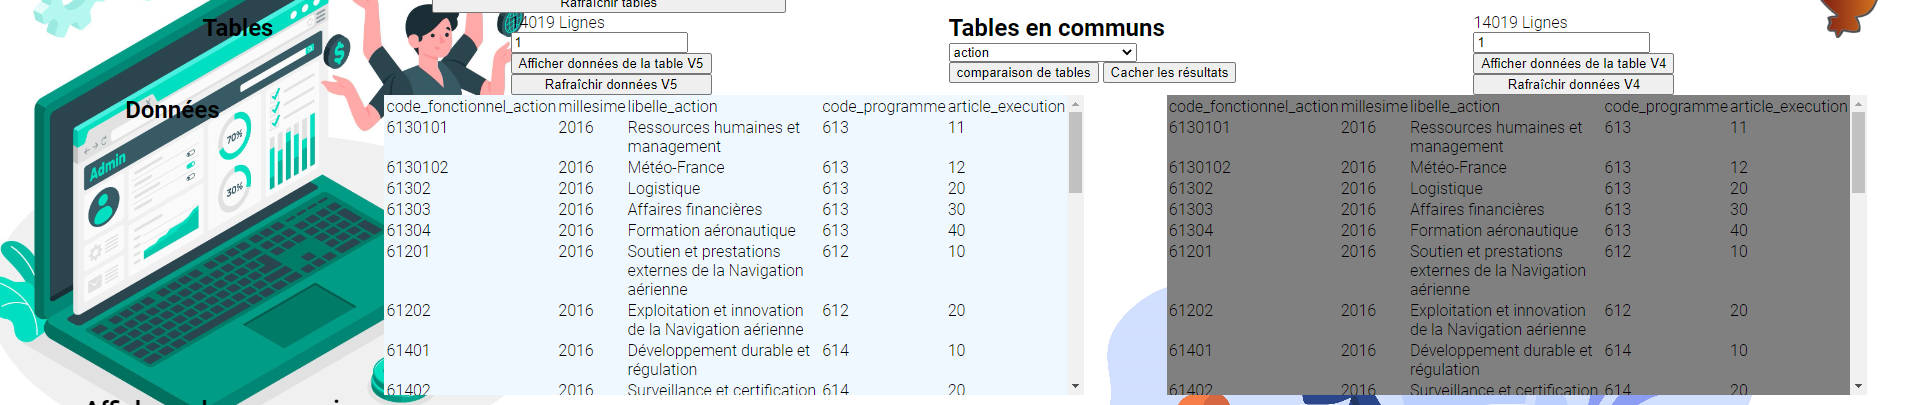 Rafraîchir tables
Tables
14019 Lignes
1
Afficher données de la table V5
Rafraîchir données V5
Tables en communs
action
comparaison de tables Cacher les résultats
14019 Lignes
1
Afficher données de la table V4
Rafraîchir données V4
Données
Admin
70%
30%
$
code_fonctionnel_action millesime libelle_action code_programme article_execution
6130101 2016 Ressources humaines et 613 11
management
6130102 2016 Météo-France 613 12
61302 2016 Logistique 613 20
61303 2016 Affaires financières 613 30
61304 2016 Formation aéronautique 613 40
61201 2016 Soutien et prestations 612 10
externes de la Navigation
aérienne
61202 2016 Exploitation et innovation 612 20
de la Navigation aérienne
61401 2016 Développement durable et 614 10
régulation
61402 2016 Surveillance et certification 614 20
code_fonctionnel_action millesime libelle_action code_programme article_execution
6130101 2016 Ressources humaines et 613 11
management
6130102 2016 Météo-France 613 12
61302 2016 Logistique 613 20
61303 2016 Affaires financières 613 30
61304 2016 Formation aéronautique 613 40
61201 2016 Soutien et prestations 612 10
externes de la Navigation
aérienne
61202 2016 Exploitation et innovation 612 20
de la Navigation aérienne
61401 2016 Développement durable et 614 10
régulation
61402 2016 Surveillance et certification 614 20